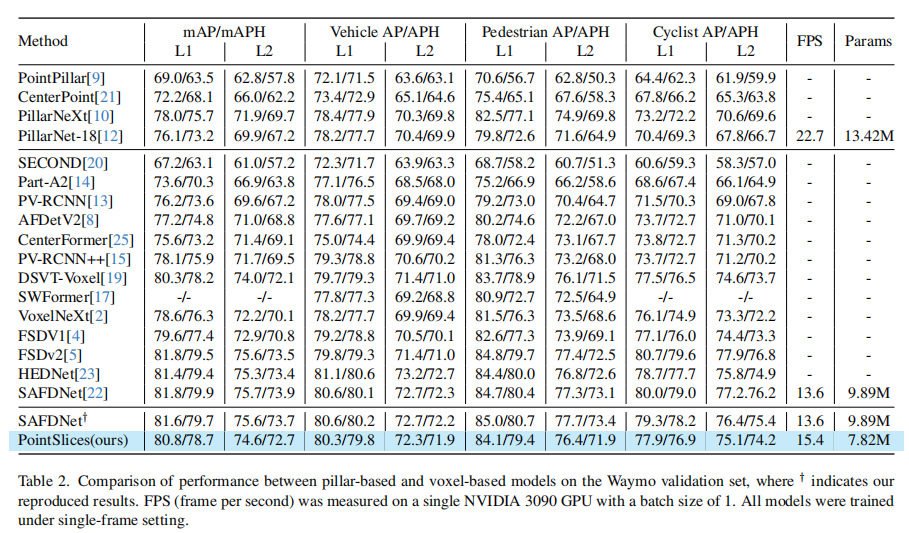 Method mAP/mAPH Vehicle AP/APH Pedestrian AP/APH Cyclist AP/APH FPS Params
L1 L2 L1 L2 L1 L2 L1 L2
PointPillar[9] 69.0/63.5 62.8/57.8 72.1/71.5 63.6/63.1 70.6/56.7 62.8/50.3 64.4/62.3 61.9/59.9 - -
CenterPoint[21] 72.2/68.1 66.0/62.2 73.4/72.9 65.1/64.6 75.4/65.1 67.6/58.3 67.8/66.2 65.3/63.8 - -
PillarNeXt[10] 78.0/75.7 71.9/69.7 78.4/77.9 70.3/69.8 82.5/77.1 74.9/69.8 73.2/72.2 70.6/69.6 - -
PillarNet-18[12] 76.1/73.2 69.9/67.2 78.2/77.7 70.4/69.9 79.8/72.6 71.6/64.9 70.4/69.3 67.8/66.7 22.7 13.42M
SECOND[20] 67.2/63.1 61.0/57.2 72.3/71.7 63.9/63.3 68.7/58.2 60.7/51.3 60.6/59.3 58.3/57.0 - -
Part-A2[14] 73.6/70.3 66.9/63.8 77.1/76.5 68.5/68.0 75.2/66.9 66.2/58.6 68.6/67.4 66.1/64.9 - -
PV-RCNN[13] 76.2/73.6 69.6/67.2 78.0/77.5 69.4/69.0 79.2/73.0 70.4/64.7 71.5/70.3 69.0/67.8 - -
AFDetV2[8] 77.2/74.8 71.0/68.8 77.6/77.1 69.7/69.2 80.2/74.6 72.2/67.0 73.7/72.7 71.0/70.1 - -
CenterFormer[25] 75.6/73.2 71.4/69.1 75.0/74.4 69.9/69.4 78.0/72.4 73.1/67.7 73.8/72.7 71.3/70.2 - -
PV-RCNN++[15] 78.1/75.9 71.7/69.5 79.3/78.8 70.6/70.2 81.3/76.3 73.2/68.0 73.7/72.7 71.2/70.2 - -
DSVT-Voxel[19] 80.3/78.2 74.0/72.1 79.7/79.3 71.4/71.0 83.7/78.9 76.1/71.5 77.5/76.5 74.6/73.7 - -
SWFormer[17] -/- -/- 77.8/77.3 69.2/68.8 80.9/72.7 72.5/64.9 -/- -/- - -
VoxelNeXt[2] 78.6/76.3 72.2/70.1 78.2/77.7 69.9/69.4 81.5/76.3 73.5/68.6 76.1/74.9 73.3/72.2 - -
FSDV1[4] 79.6/77.4 72.9/70.8 79.2/78.8 70.5/70.1 82.6/77.3 73.9/69.1 77.1/76.0 74.4/73.3 - -
FSDv2[5] 81.8/79.5 75.6/73.5 79.8/79.3 71.4/71.0 84.8/79.7 77.4/72.5 80.7/79.6 77.9/76.8 - -
HEDNet[23] 81.4/79.4 75.3/73.4 81.1/80.6 73.2/72.7 84.4/80.0 76.8/72.6 78.7/77.7 75.8/74.9 - -
SAFDNet[22] 81.8/79.9 75.7/73.9 80.6/80.1 72.7/72.3 84.7/80.4 77.3/73.1 80.0/79.0 77.2.76.2 13.6 9.89M
SAFDNet† 81.6/79.7 75.6/73.7 80.6/80.2 72.7/72.2 85.0/80.7 77.7/73.4 79.3/78.2 76.4/75.4 13.6 9.89M
PointSlices(ours) 80.8/78.7 74.6/72.7 80.3/79.8 72.3/71.9 84.1/79.4 76.4/71.9 77.9/76.9 75.1/74.2 15.4 7.82M
Table 2. Comparison of performance between pillar-based and voxel-based models on the Waymo validation set, where † indicates our
reproduced results. FPS (frame per second) was measured on a single NVIDIA 3090 GPU with a batch size of 1. All models were trained
under single-frame setting.